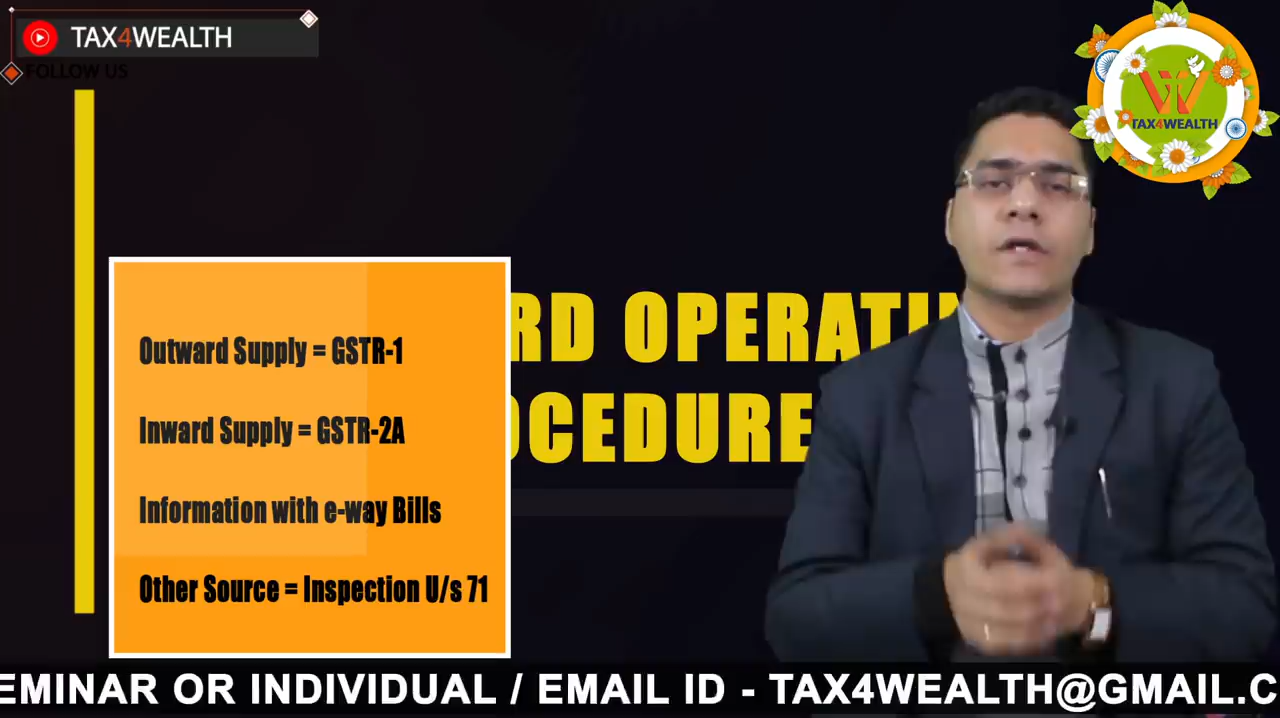 TAX4WEALTH
FOLLOW US
TAX4WEALTH
RD OPERATIN
OCEDURE
Outward Supply = GSTR-1
Inward Supply = GSTR-2A
Information with e-way Bills
Other Source = Inspection U/s 71
EMINAR OR INDIVIDUAL / EMAIL ID - TAX4WEALTH@GMAIL.C